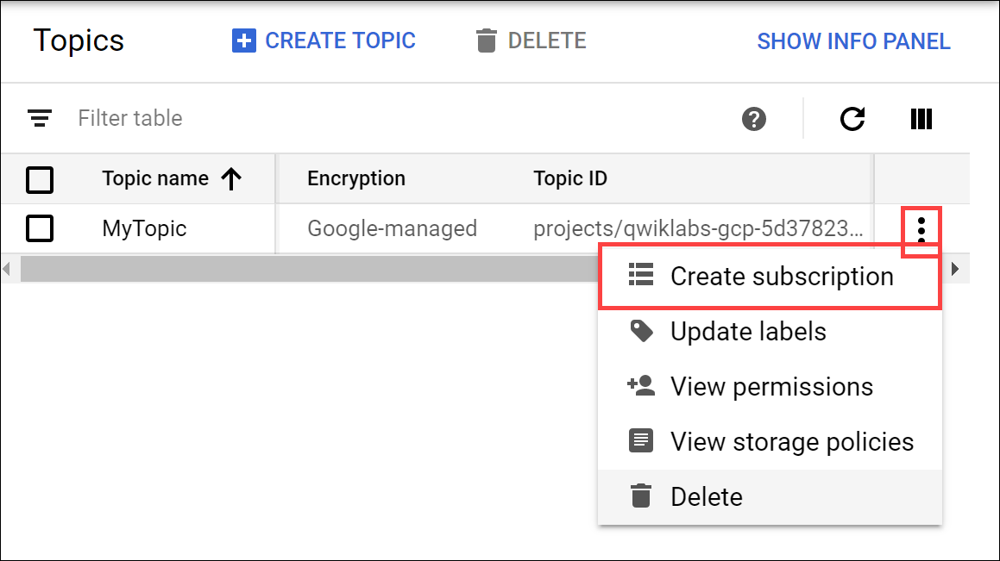 Topics CREATE TOPIC DELETE SHOW INFO PANEL
Filter table
Topic name Encryption Topic ID
MyTopic Google-managed projects/qwiklabs-gcp-5d37823...
Create subscription
Update labels
View permissions
View storage policies
Delete